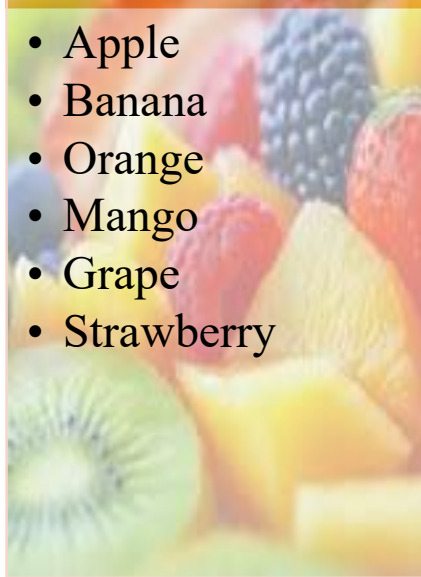 • Apple
• Banana
• Orange
• Mango
• Grape
• Strawberry